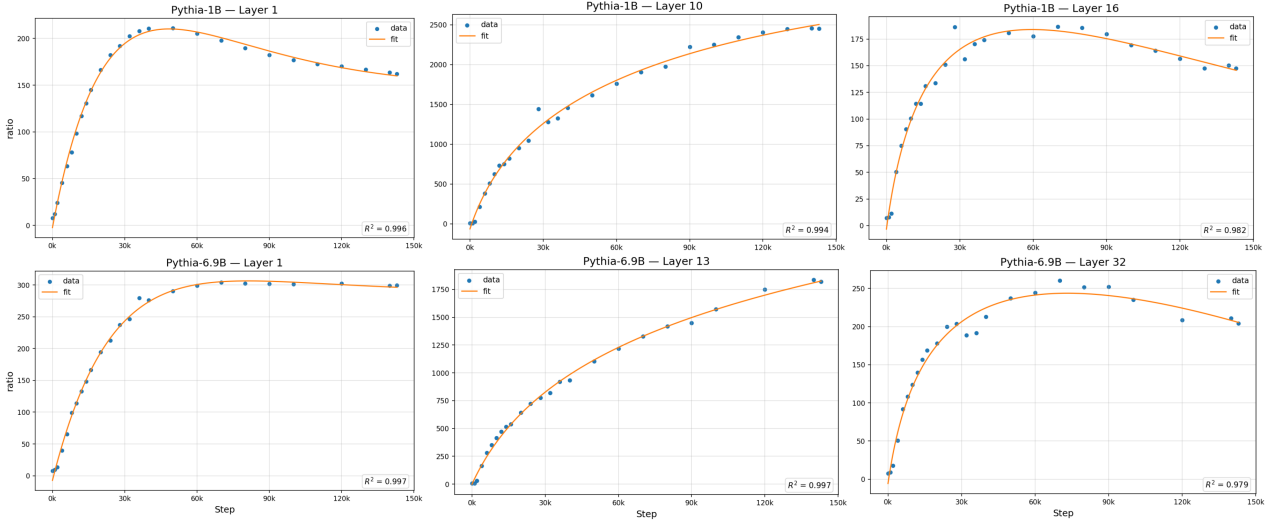 Pythia-1B — Layer 1
ratio
200
150
100
50
0
0k 30k 60k 90k 120k 150k
data
fit
R² = 0.996
Pythia-1B — Layer 10
2500
2000
1500
1000
500
0
0k 30k 60k 90k 120k 150k
data
fit
R² = 0.994
Pythia-1B — Layer 16
175
150
125
100
75
50
25
0
0k 30k 60k 90k 120k 150k
data
fit
R² = 0.982
Pythia-6.9B — Layer 1
ratio
300
250
200
150
100
50
0
0k 30k 60k 90k 120k 150k
Step
data
fit
R² = 0.997
Pythia-6.9B — Layer 13
1750
1500
1250
1000
750
500
250
0
0k 30k 60k 90k 120k 150k
Step
data
fit
R² = 0.997
Pythia-6.9B — Layer 32
250
200
150
100
50
0
0k 30k 60k 90k 120k 150k
Step
data
fit
R² = 0.979